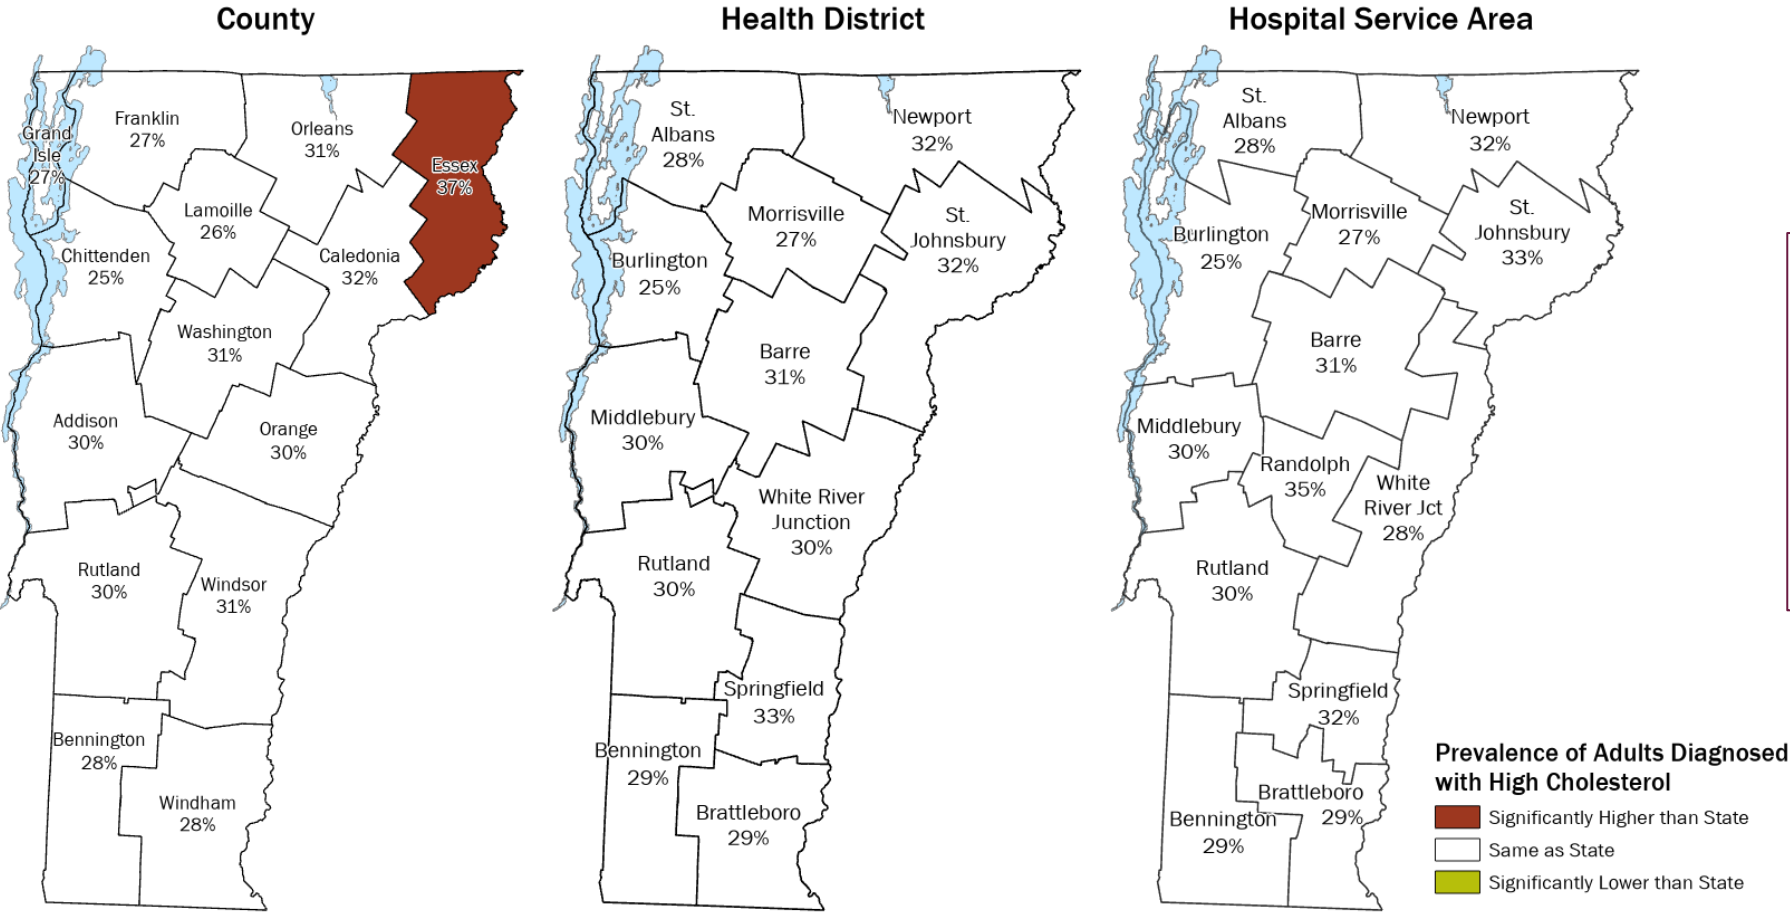 County
Franklin
27%
Grand
Isle
27%
Orleans
31%
Essex
37%
Lamoille
26%
Chittenden
25%
Caledonia
32%
Washington
31%
Addison
30%
Orange
30%
Rutland
30%
Windsor
31%
Bennington
28%
Windham
28%
Health District
St.
Albans
28%
Newport
32%
Morrisville
27%
St.
Johnsbury
32%
Burlington
25%
Barre
31%
Middlebury
30%
White River
Junction
30%
Rutland
30%
Springfield
33%
Bennington
29%
Brattleboro
29%
Hospital Service Area
St.
Albans
28%
Newport
32%
Morrisville
27%
St.
Johnsbury
33%
Burlington
25%
Barre
31%
Middlebury
30%
Randolph
35%
White
River Jct
28%
Rutland
30%
Springfield
32%
Brattleboro
29%
Bennington
29%
Prevalence of Adults Diagnosed
with High Cholesterol
Significantly Higher than State
Same as State
Significantly Lower than State